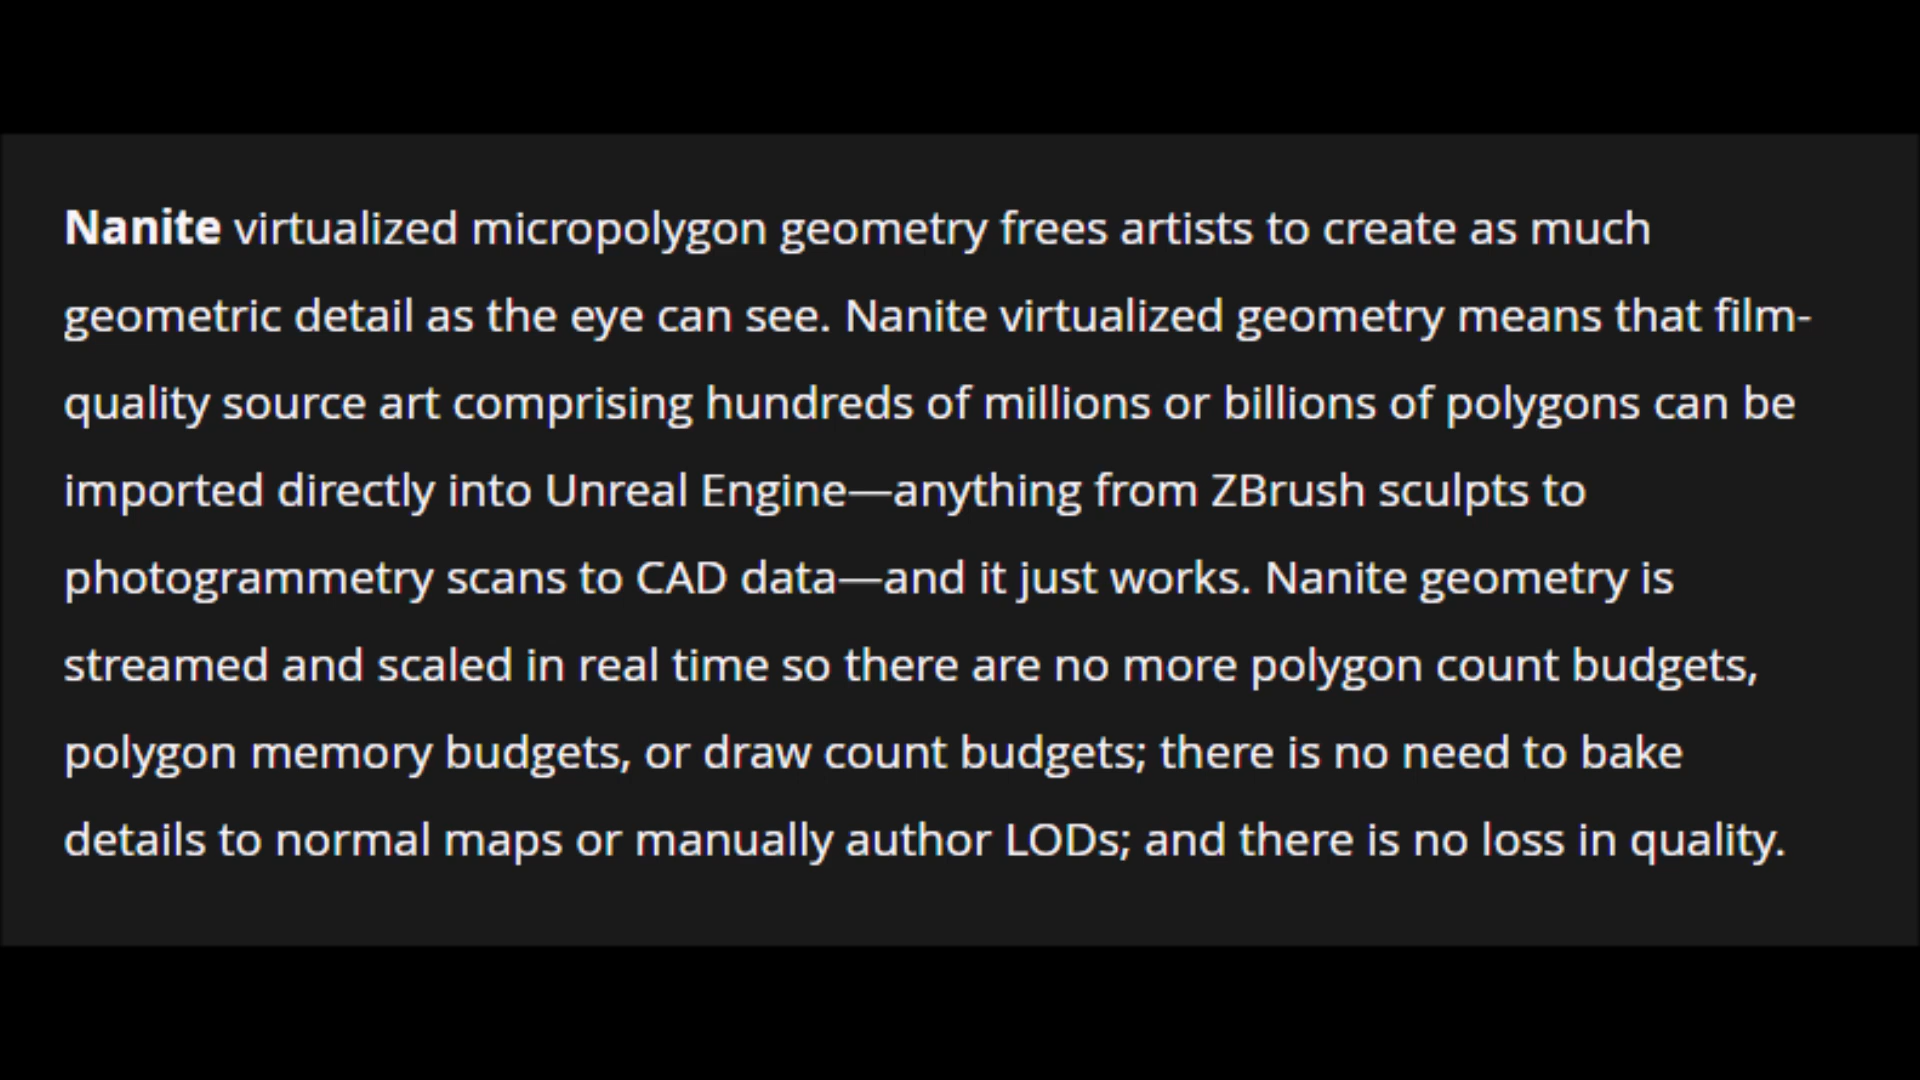 Nanite virtualized micropolygon geometry frees artists to create as much
geometric detail as the eye can see. Nanite virtualized geometry means that film-
quality source art comprising hundreds of millions or billions of polygons can be
imported directly into Unreal Engine—anything from ZBrush sculpts to
photogrammetry scans to CAD data—and it just works. Nanite geometry is
streamed and scaled in real time so there are no more polygon count budgets,
polygon memory budgets, or draw count budgets; there is no need to bake
details to normal maps or manually author LODs; and there is no loss in quality.